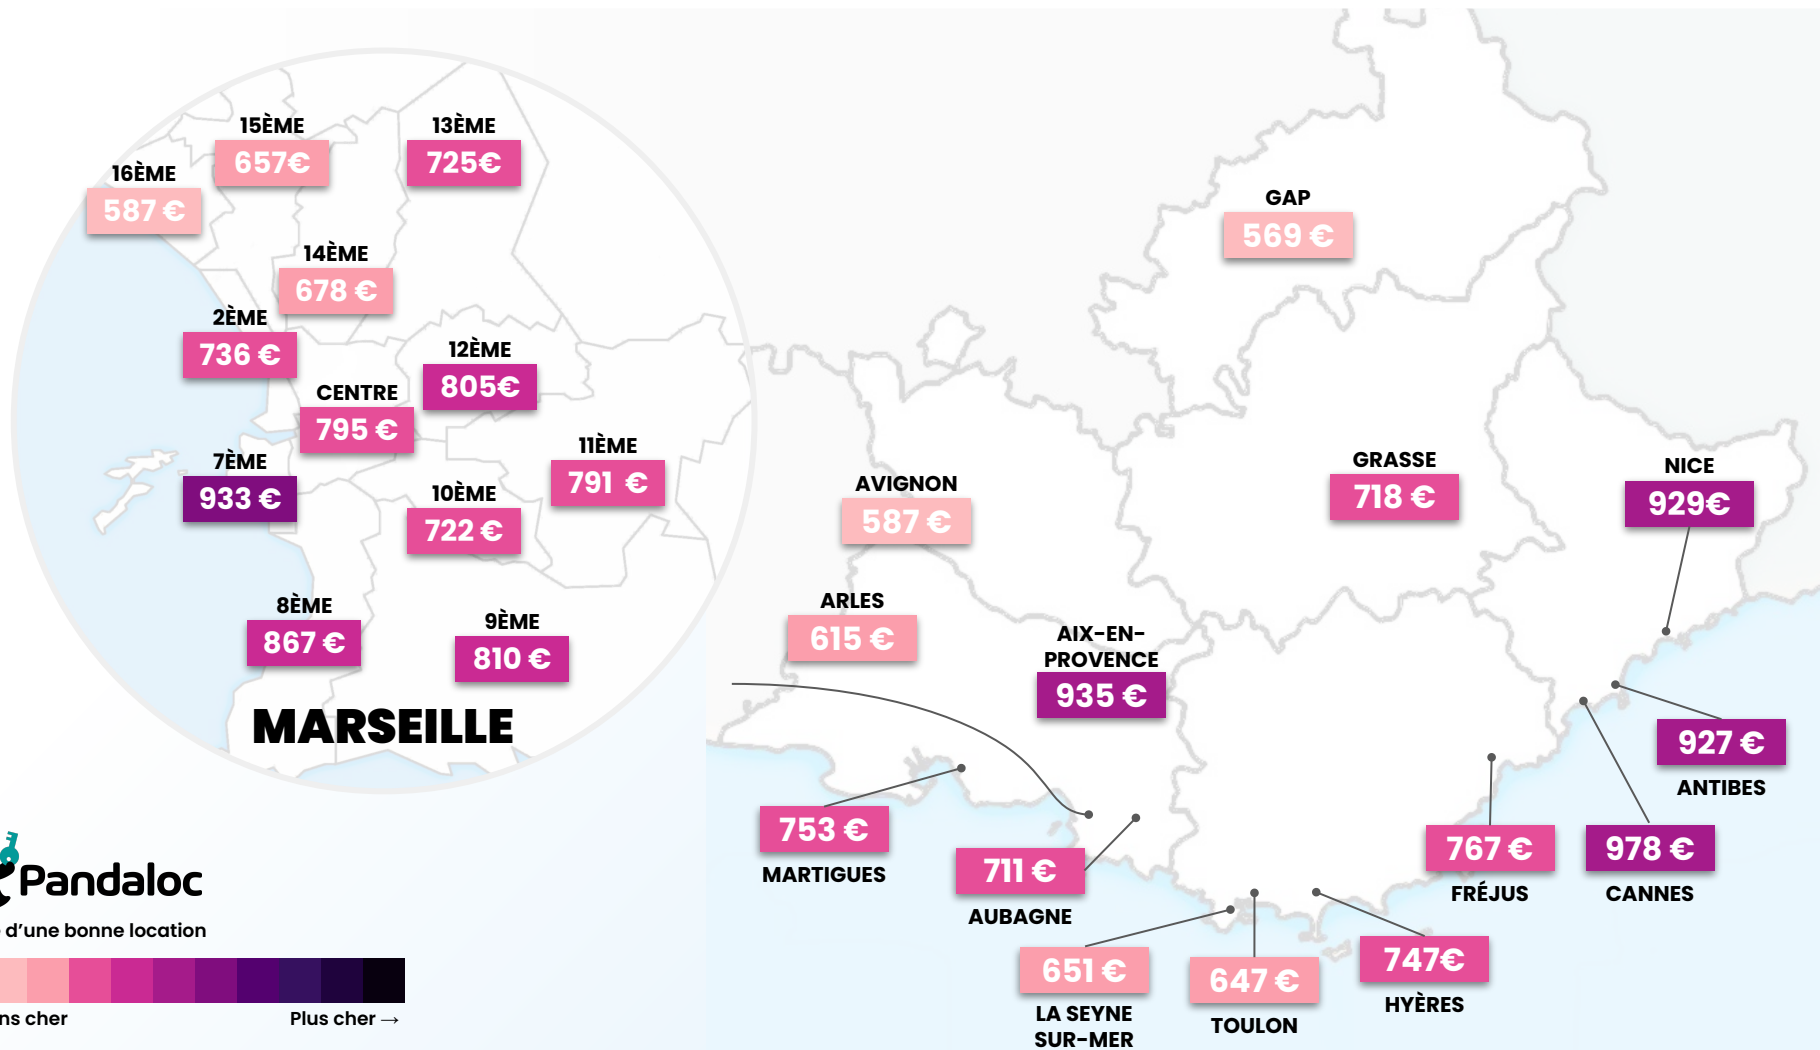 15ÈME
657€
13ÈME
725€
16ÈME
587 €
14ÈME
678 €
2ÈME
736 €
12ÈME
805€
CENTRE
795 €
11ÈME
791 €
7ÈME
933 €
10ÈME
722 €
8ÈME
867 €
9ÈME
810 €
MARSEILLE
GAP
569 €
AVIGNON
587 €
GRASSE
718 €
NICE
929€
ARLES
615 €
AIX-EN-
PROVENCE
935 €
927 €
ANTIBES
753 €
MARTIGUES
711 €
AUBAGNE
767 €
FRÉJUS
978 €
CANNES
651 €
LA SEYNE
SUR-MER
647 €
TOULON
747€
HYÈRES
Pandaloc
d'une bonne location
ns cher
Plus cher →